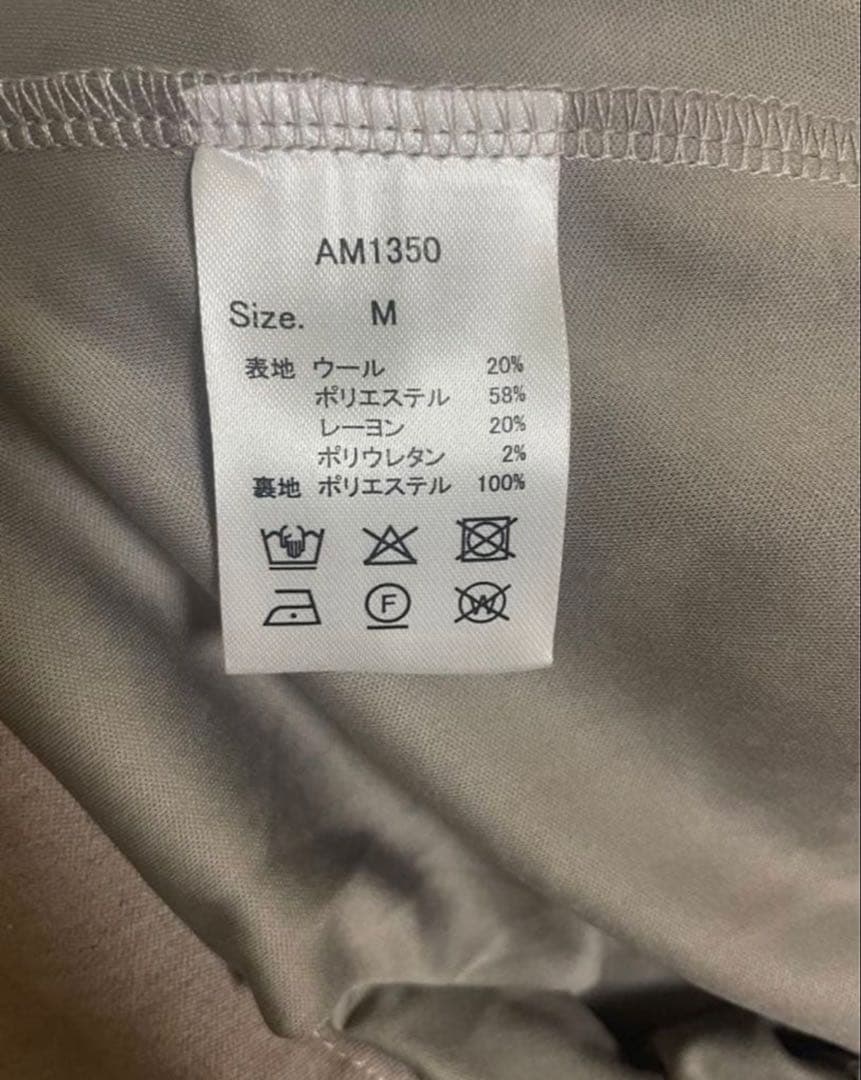 AM1350
Size. M
表地 ウール 20%
ポリエステル 58%
レーヨン 20%
ポリウレタン 2%
裏地 ポリエステル 100%
F W